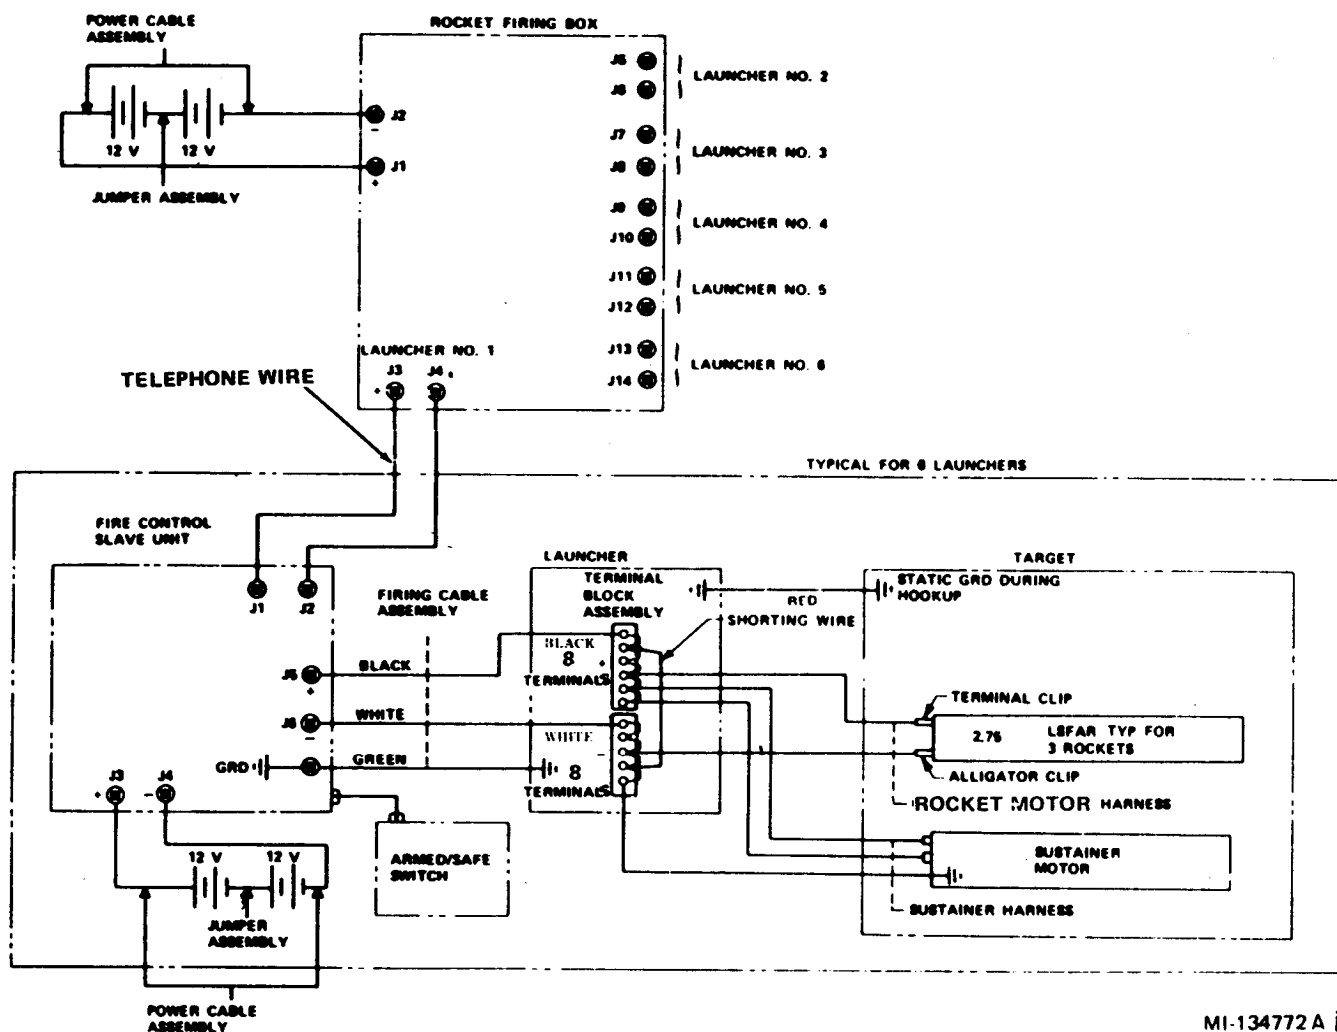 POWER CABLE
ASSEMBLY
ROCKET FIRING BOX
12 V
12 V
JUMPER ASSEMBLY
J2
-
J1
+
J5
J6
LAUNCHER NO. 2
J7
J8
LAUNCHER NO. 3
J9
J10
LAUNCHER NO. 4
J11
J12
LAUNCHER NO. 5
J13
J14
LAUNCHER NO. 6
LAUNCHER NO. 1
J3
J4
+
TELEPHONE WIRE
TYPICAL FOR 6 LAUNCHERS
FIRE CONTROL
SLAVE UNIT
J1
J2
FIRING CABLE
ASSEMBLY
J5
+
BLACK
J6
-
WHITE
GRD
GREEN
J3
+
J4
-
12 V
12 V
JUMPER
ASSEMBLY
POWER CABLE
ASSEMBLY
ARMED/SAFE
SWITCH
LAUNCHER
TERMINAL
BLOCK
ASSEMBLY
BLACK
8
+
TERMINALS
WHITE
-
8
TERMINALS
RED
SHORTING WIRE
TARGET
STATIC GRD DURING
HOOKUP
TERMINAL CLIP
2.75 LSFAR TYP FOR
3 ROCKETS
ALLIGATOR CLIP
ROCKET MOTOR HARNESS
SUSTAINER
MOTOR
SUSTAINER HARNESS
MI-134772 A